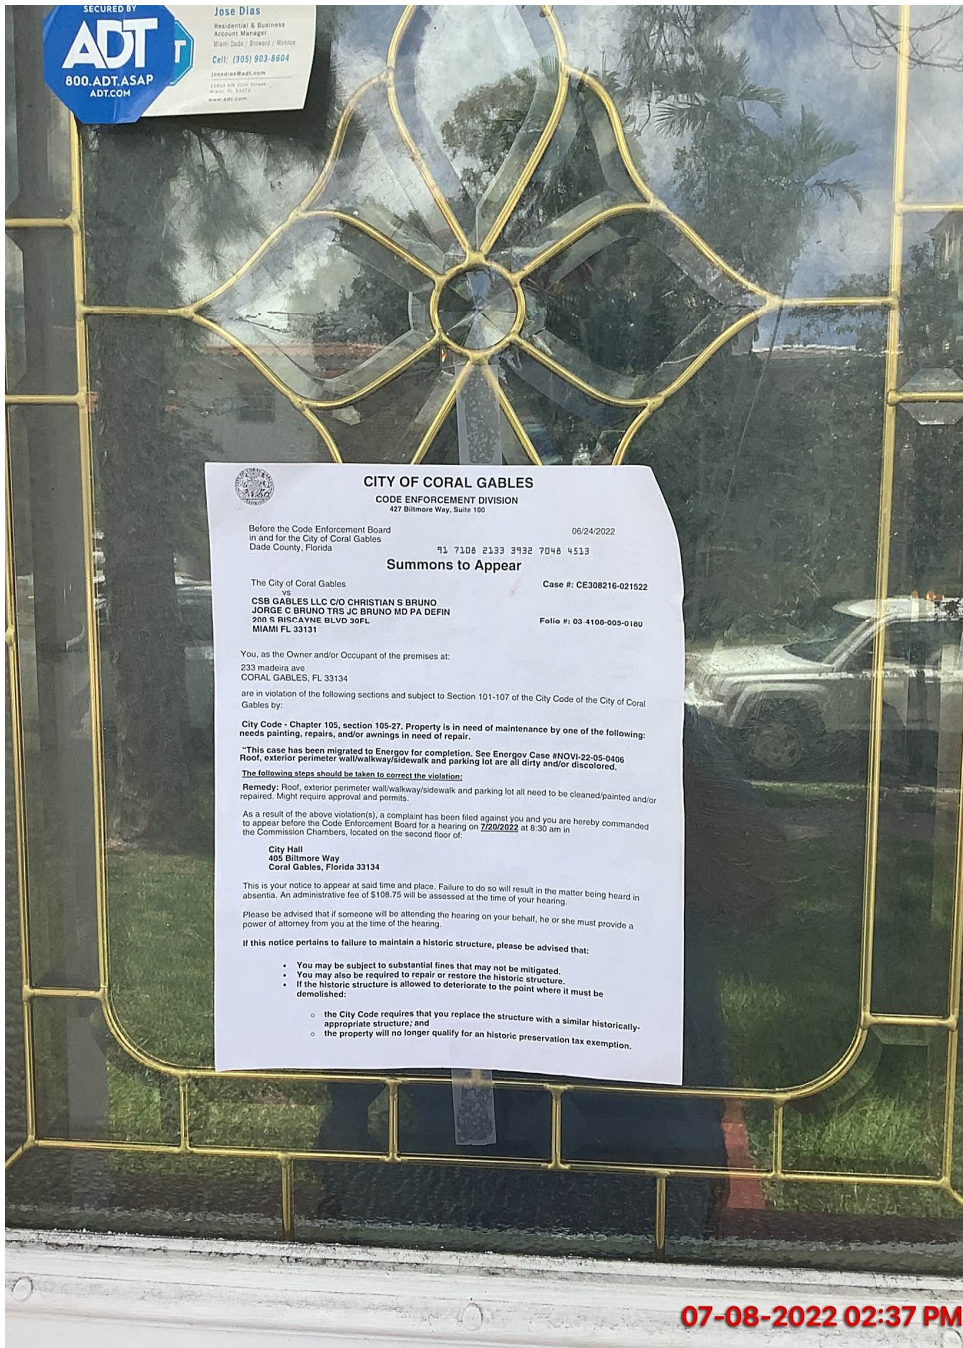 SECURED BY
ADT
800.ADT.ASAP
ADT.COM
Jose Dias
Residential & Business
Account Manager
Miami Dade / Broward / Monroe
Cell: (305) 903-8604
josedias@adt.com
Miami FL
www.adt.com
CITY OF CORAL GABLES
CODE ENFORCEMENT DIVISION
427 Biltmore Way, Suite 100
Before the Code Enforcement Board
in and for the City of Coral Gables
Dade County, Florida
06/24/2022
91 7108 2133 3932 7048 4513
Summons to Appear
The City of Coral Gables
vs
Case #: CE308216-021522
CSB GABLES LLC C/O CHRISTIAN S BRUNO
JORGE C BRUNO TRS JC BRUNO MD PA DEFIN
200 S BISCAYNE BLVD 30FL
MIAMI FL 33131
Folio #: 03-4108-005-0180
You, as the Owner and/or Occupant of the premises at:
233 madeira ave
CORAL GABLES, FL 33134
are in violation of the following sections and subject to Section 101-107 of the City Code of the City of Coral
Gables by:
City Code - Chapter 105, section 105-27. Property is in need of maintenance by one of the following:
needs painting, repairs, and/or awnings in need of repair.
"This case has been migrated to Energov for completion. See Energov Case #NOVI-22-05-0406
Roof, exterior perimeter wall/walkway/sidewalk and parking lot are all dirty and/or discolored.
The following steps should be taken to correct the violation:
Remedy: Roof, exterior perimeter wall/walkway/sidewalk and parking lot all need to be cleaned/painted and/or
repaired. Might require approval and permits.
As a result of the above violation(s), a complaint has been filed against you and you are hereby commanded
to appear before the Code Enforcement Board for a hearing on 7/20/2022 at 8:30 am in
the Commission Chambers, located on the second floor of:
City Hall
405 Biltmore Way
Coral Gables, Florida 33134
This is your notice to appear at said time and place. Failure to do so will result in the matter being heard in
absentia. An administrative fee of $108.75 will be assessed at the time of your hearing.
Please be advised that if someone will be attending the hearing on your behalf, he or she must provide a
power of attorney from you at the time of the hearing.
If this notice pertains to failure to maintain a historic structure, please be advised that:
• You may be subject to substantial fines that may not be mitigated.
• You may also be required to repair or restore the historic structure.
• If the historic structure is allowed to deteriorate to the point where it must be
demolished:
o the City Code requires that you replace the structure with a similar historically-
appropriate structure; and
o the property will no longer qualify for an historic preservation tax exemption.
07-08-2022 02:37 PM